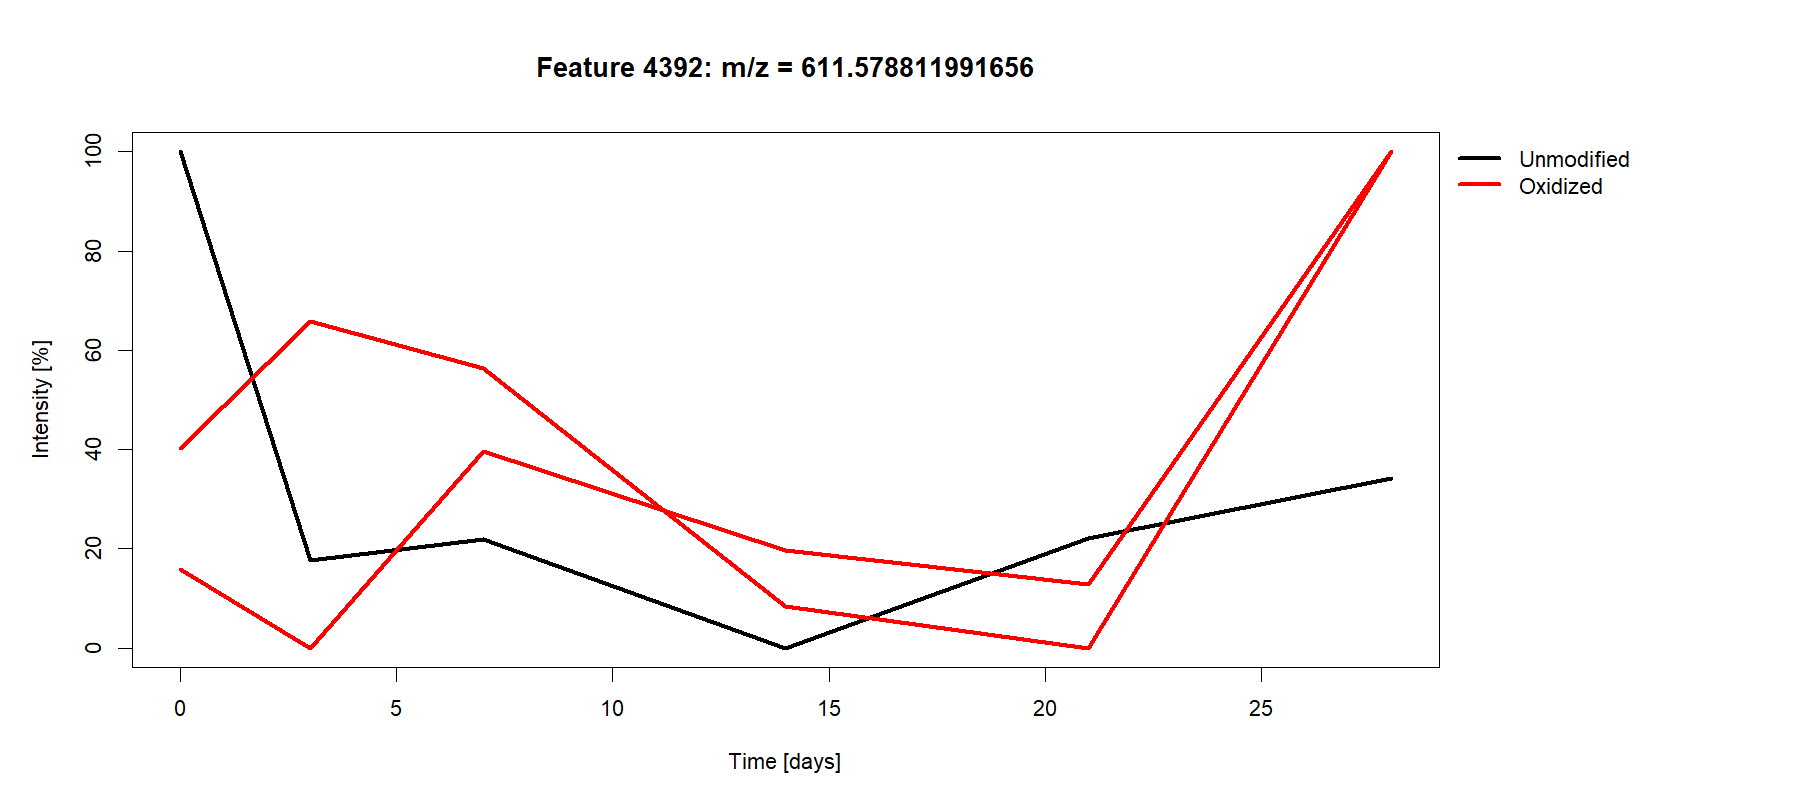 Feature 4392: m/z = 611.578811991656
Unmodified
Oxidized
Intensity [%]
100
80
60
40
20
0
0 5 10 15 20 25
Time [days]